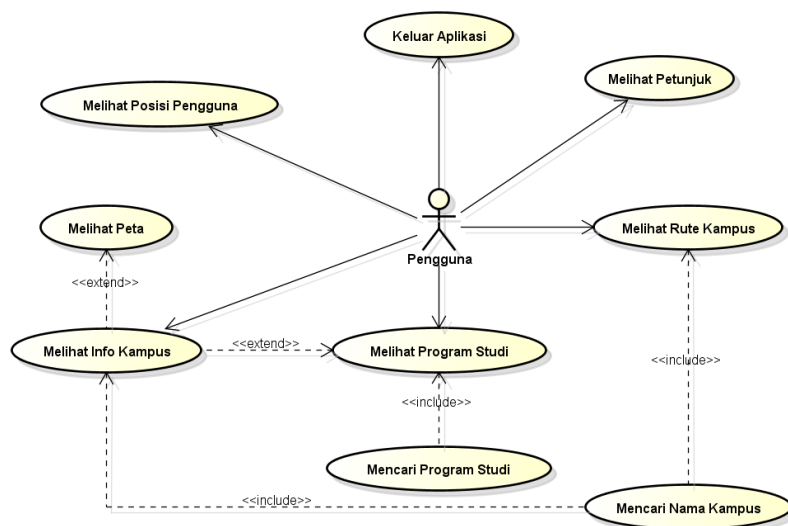 Keluar Aplikasi
Melihat Petunjuk
Melihat Posisi Pengguna
Melihat Peta
Melihat Rute Kampus
Pengguna
<<extend>>
Melihat Info Kampus
<<extend>>
Melihat Program Studi
<<include>>
<<include>>
Mencari Program Studi
<<include>>
Mencari Nama Kampus